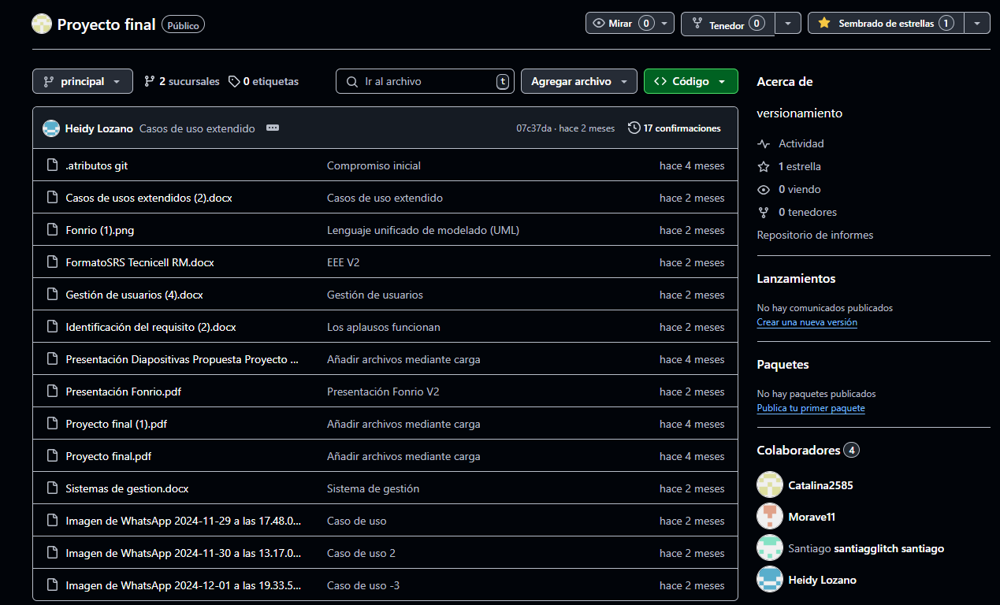 Proyecto final Público
Mirar 0 Tenedor 0 Sembrado de estrellas 1
principal 2 sucursales 0 etiquetas Ir al archivo t Agregar archivo Código
Heidy Lozano Casos de uso extendido 07c37da · hace 2 meses 17 confirmaciones
.atributos git Compromiso inicial hace 4 meses
Casos de usos extendidos (2).docx Casos de uso extendido hace 2 meses
Fonrio (1).png Lenguaje unificado de modelado (UML) hace 2 meses
FormatoSRS Tecnicell RM.docx EEE V2 hace 2 meses
Gestión de usuarios (4).docx Gestión de usuarios hace 2 meses
Identificación del requisito (2).docx Los aplausos funcionan hace 2 meses
Presentación Diapositivas Propuesta Proyecto ... Añadir archivos mediante carga hace 4 meses
Presentación Fonrio.pdf Presentación Fonrio V2 hace 2 meses
Proyecto final (1).pdf Añadir archivos mediante carga hace 4 meses
Proyecto final.pdf Añadir archivos mediante carga hace 4 meses
Sistemas de gestion.docx Sistema de gestión hace 2 meses
Imagen de WhatsApp 2024-11-29 a las 17.48.0... Caso de uso hace 2 meses
Imagen de WhatsApp 2024-11-30 a las 13.17.0... Caso de uso 2 hace 2 meses
Imagen de WhatsApp 2024-12-01 a las 19.33.5... Caso de uso -3 hace 2 meses
Acerca de
versionamiento
Actividad
1 estrella
0 viendo
0 tenedores
Repositorio de informes
Lanzamientos
No hay comunicados publicados
Crear una nueva versión
Paquetes
No hay paquetes publicados
Publica tu primer paquete
Colaboradores 4
Catalina2585
Morave11
Santiago santiagglitch santiago
Heidy Lozano